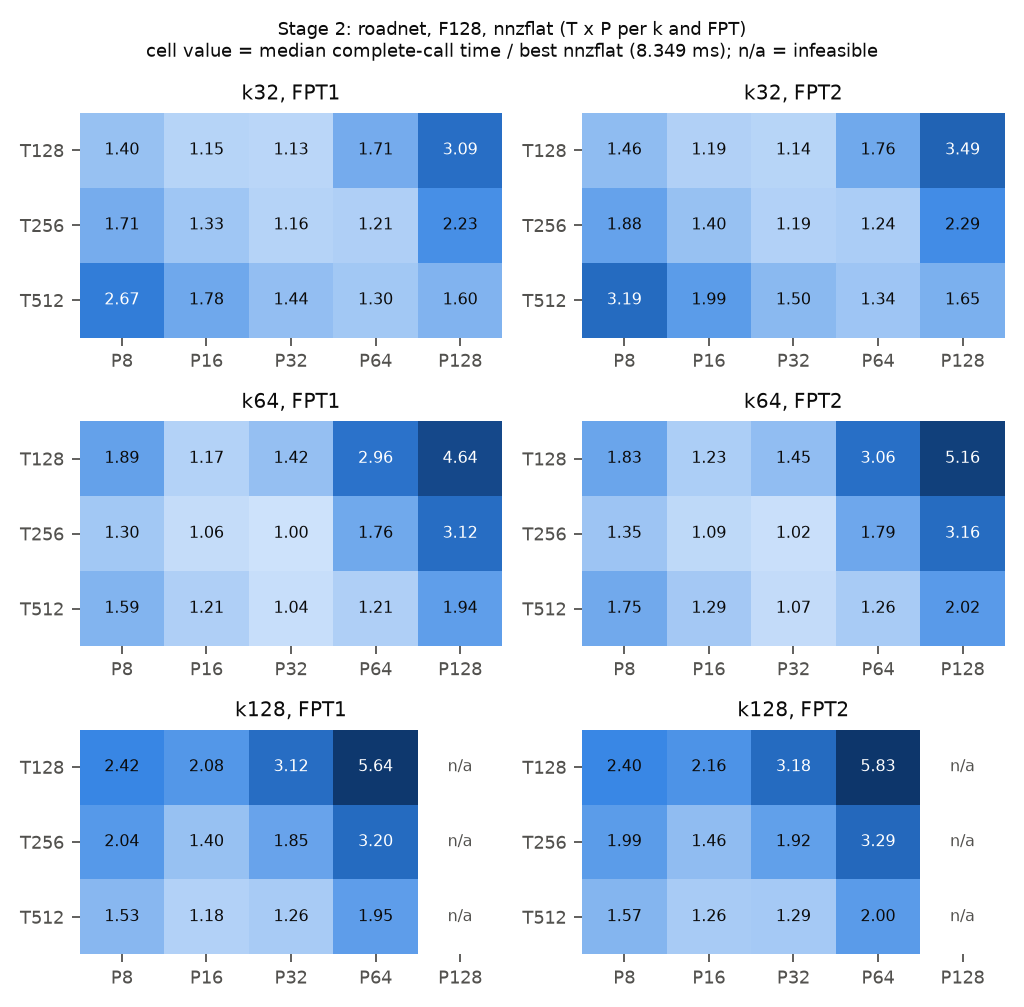 Stage 2: roadnet, F128, nnzflat (T x P per k and FPT)
cell value = median complete-call time / best nnzflat (8.349 ms); n/a = infeasible
k32, FPT1
T128 1.40 1.15 1.13 1.71 3.09
T256 1.71 1.33 1.16 1.21 2.23
T512 2.67 1.78 1.44 1.30 1.60
P8 P16 P32 P64 P128
k32, FPT2
T128 1.46 1.19 1.14 1.76 3.49
T256 1.88 1.40 1.19 1.24 2.29
T512 3.19 1.99 1.50 1.34 1.65
P8 P16 P32 P64 P128
k64, FPT1
T128 1.89 1.17 1.42 2.96 4.64
T256 1.30 1.06 1.00 1.76 3.12
T512 1.59 1.21 1.04 1.21 1.94
P8 P16 P32 P64 P128
k64, FPT2
T128 1.83 1.23 1.45 3.06 5.16
T256 1.35 1.09 1.02 1.79 3.16
T512 1.75 1.29 1.07 1.26 2.02
P8 P16 P32 P64 P128
k128, FPT1
T128 2.42 2.08 3.12 5.64 n/a
T256 2.04 1.40 1.85 3.20 n/a
T512 1.53 1.18 1.26 1.95 n/a
P8 P16 P32 P64 P128
k128, FPT2
T128 2.40 2.16 3.18 5.83 n/a
T256 1.99 1.46 1.92 3.29 n/a
T512 1.57 1.26 1.29 2.00 n/a
P8 P16 P32 P64 P128